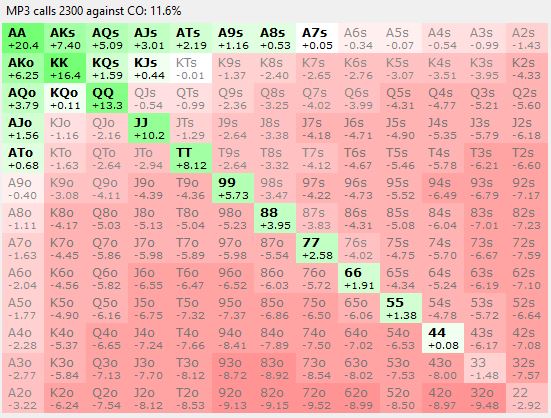 MP3 calls 2300 against CO: 11.6%
AA AKs AQs AJs ATs A9s A8s A7s A6s A5s A4s A3s A2s
+20.4 +7.40 +5.09 +3.01 +2.19 +1.16 +0.53 +0.05 -0.34 -0.07 -0.54 -0.99 -1.43
AKo KK KQs KJs KTs K9s K8s K7s K6s K5s K4s K3s K2s
+6.25 +16.4 +1.59 +0.44 -0.01 -1.37 -2.40 -2.65 -2.76 -3.07 -3.51 -3.95 -4.33
AQo KQo QQ QJs QTs Q9s Q8s Q7s Q6s Q5s Q4s Q3s Q2s
+3.79 +0.11 +13.3 -0.54 -0.99 -2.36 -3.25 -4.02 -3.99 -4.31 -4.77 -5.21 -5.60
AJo KJo QJo JJ JTs J9s J8s J7s J6s J5s J4s J3s J2s
+1.56 -1.16 -2.16 +10.2 -1.29 -2.64 -3.38 -4.18 -4.71 -4.90 -5.35 -5.79 -6.18
ATo KTo QTo JTo TT T9s T8s T7s T6s T5s T4s T3s T2s
+0.68 -1.63 -2.64 -2.94 +8.12 -2.64 -3.32 -4.12 -4.67 -5.46 -5.78 -6.21 -6.60
A9o K9o Q9o J9o T9o 99 98s 97s 96s 95s 94s 93s 92s
-0.40 -3.08 -4.11 -4.39 -4.36 +5.73 -3.47 -4.22 -4.73 -5.52 -6.49 -6.79 -7.17
A8o K8o Q8o J8o T8o 98o 88 87s 86s 85s 84s 83s 82s
-1.11 -4.17 -5.03 -5.13 -5.04 -5.23 +3.95 -3.83 -4.31 -5.08 -6.04 -7.01 -7.23
A7o K7o Q7o J7o T7o 97o 87o 77 76s 75s 74s 73s 72s
-1.63 -4.45 -5.86 -5.98 -5.89 -5.98 -5.54 +2.58 -4.02 -4.75 -5.70 -6.67 -7.59
A6o K6o Q6o J6o T6o 96o 86o 76o 66 65s 64s 63s 62s
-2.04 -4.56 -5.82 -6.55 -6.47 -6.52 -6.03 -5.72 +1.91 -4.34 -5.24 -6.19 -7.10
A5o K5o Q5o J5o T5o 95o 85o 75o 65o 55 54s 53s 52s
-1.77 -4.90 -6.16 -6.75 -7.32 -7.37 -6.86 -6.50 -6.06 +1.38 -4.78 -5.72 -6.64
A4o K4o Q4o J4o T4o 94o 84o 74o 64o 54o 44 43s 42s
-2.28 -5.37 -6.65 -7.24 -7.66 -8.41 -7.89 -7.50 -7.02 -6.53 +0.08 -6.17 -7.08
A3o K3o Q3o J3o T3o 93o 83o 73o 63o 53o 43o 33 32s
-2.77 -5.84 -7.13 -7.70 -8.12 -8.72 -8.92 -8.54 -8.02 -7.53 -8.00 -1.48 -7.57
A2o K2o Q2o J2o T2o 92o 82o 72o 62o 52o 42o 32o 22
-3.22 -6.24 -7.54 -8.12 -8.53 -9.13 -9.15 -9.52 -8.99 -8.50 -8.97 -9.48 -2.92